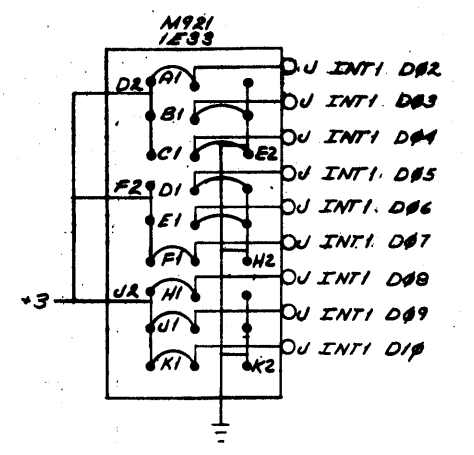 M921
1E33
D2 A1 J INT1 DØ2
B1 J INT1 DØ3
C1 E2 J INT1 DØ4
F2 D1 J INT1. DØ5
E1 J INT1. DØ6
F1 H2 J INT1. DØ7
+3 J2 H1 J INT1 DØ8
J1 J INT1 DØ9
K1 K2 J INT1 D1Ø